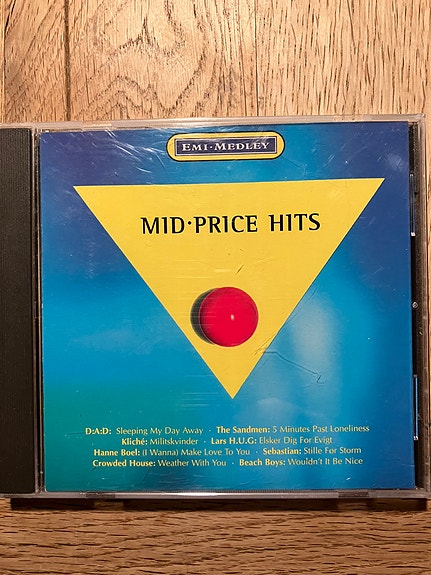 EMI·MEDLEY
MID·PRICE HITS
D:A:D: Sleeping My Day Away · The Sandmen: 5 Minutes Past Loneliness
Kliché: Militskvinder · Lars H.U.G: Elsker Dig For Evigt
Hanne Boel: (I Wanna) Make Love To You · Sebastian: Stille Før Storm
Crowded House: Weather With You · Beach Boys: Wouldn't It Be Nice